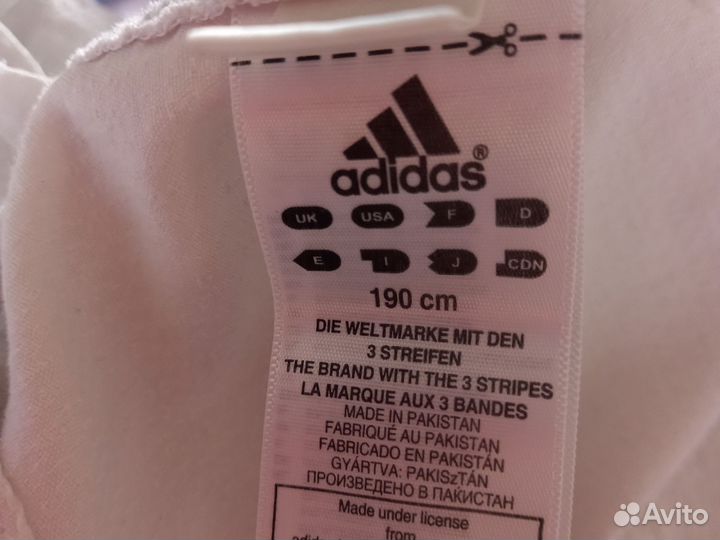 adidas®
UK USA F D
E I J CDN
190 cm
DIE WELTMARKE MIT DEN
3 STREIFEN
THE BRAND WITH THE 3 STRIPES
LA MARQUE AUX 3 BANDES
MADE IN PAKISTAN
FABRIQUÉ AU PAKISTAN
FABRICADO EN PAKISTÁN
GYÁRTVA: PAKISzTÁN
ПРОИЗВЕДЕНО В ПАКИСТАН
Made under license
from
Avito